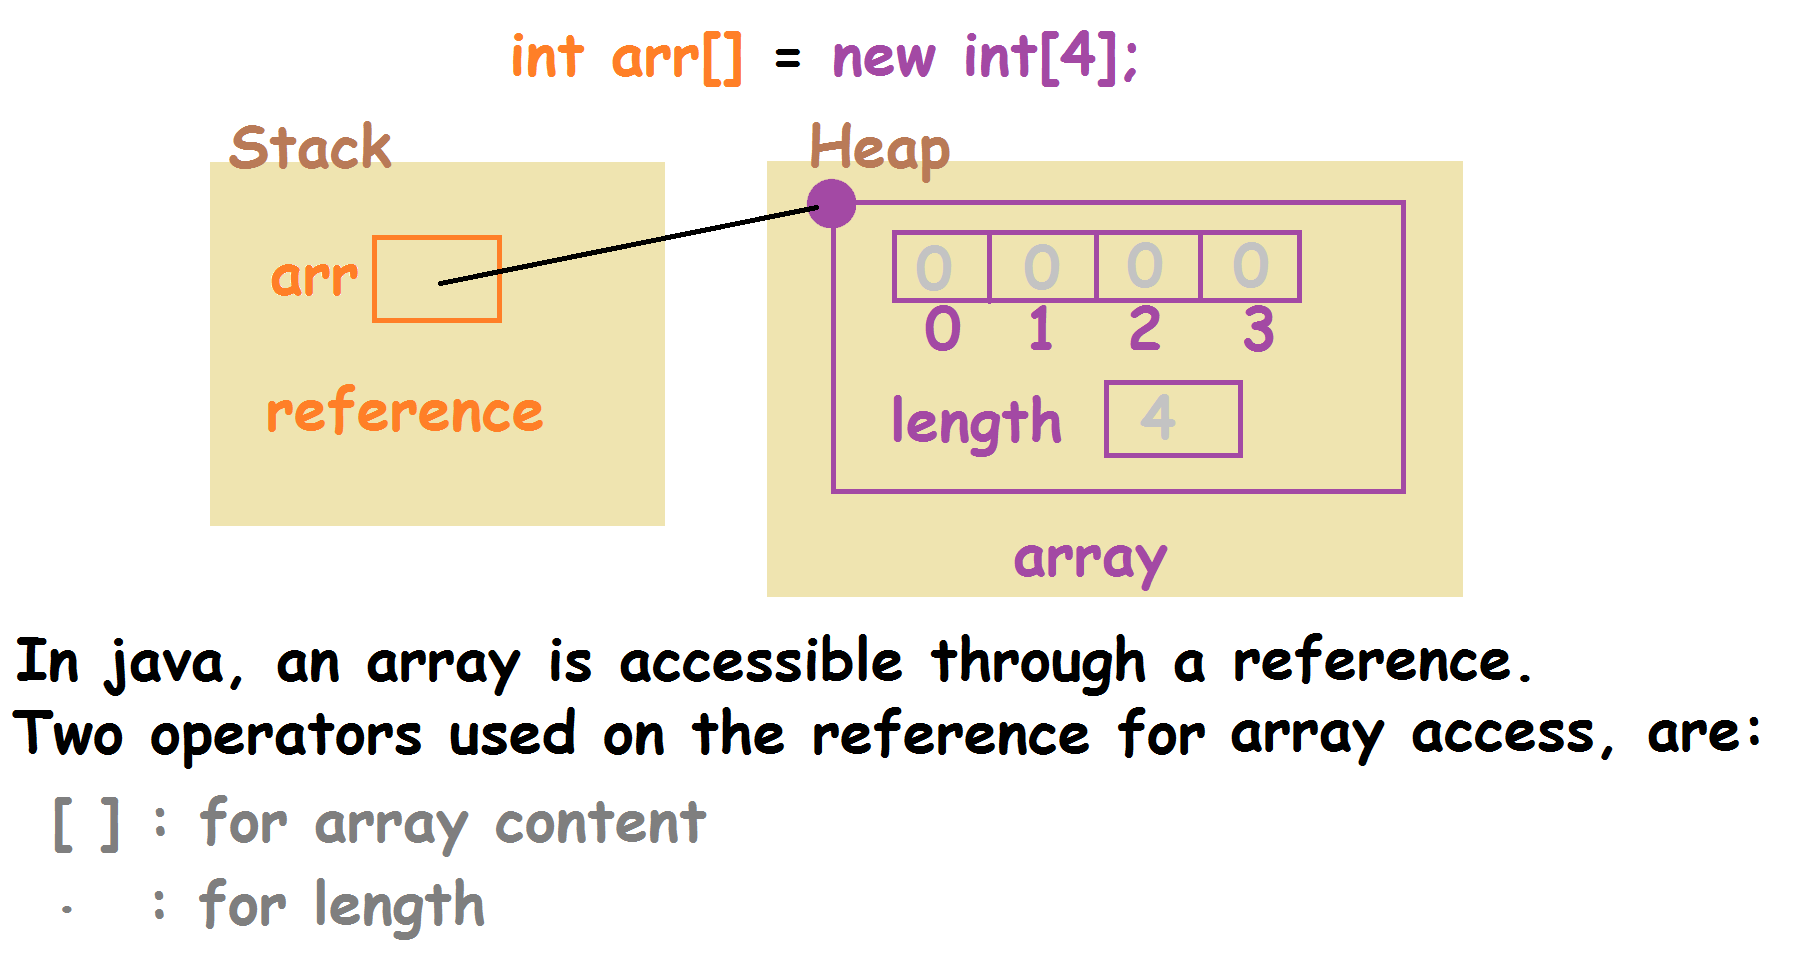 int arr[] = new int[4];
Stack
Heap
arr
0 0 0 0
0 1 2 3
reference
length 4
array
In java, an array is accessible through a reference.
Two operators used on the reference for array access, are:
[ ] : for array content
. : for length